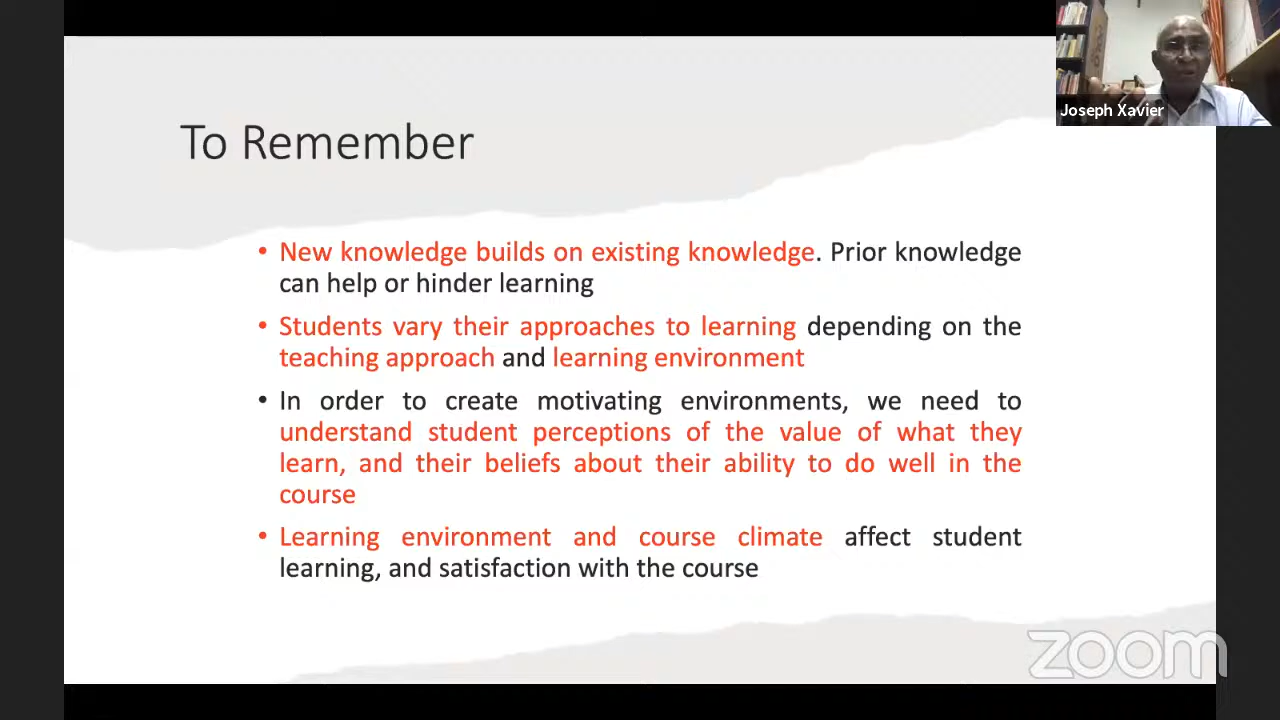 Joseph Xavier
To Remember
• New knowledge builds on existing knowledge. Prior knowledge
can help or hinder learning
• Students vary their approaches to learning depending on the
teaching approach and learning environment
• In order to create motivating environments, we need to
understand student perceptions of the value of what they
learn, and their beliefs about their ability to do well in the
course
• Learning environment and course climate affect student
learning, and satisfaction with the course
zoom